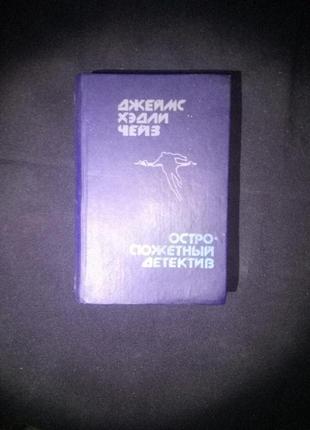 ДЖЕЙМС
ХЭДЛИ
ЧЕЙЗ
ОСТРО-
СЮЖЕТНЫЙ
ДЕТЕКТИВ